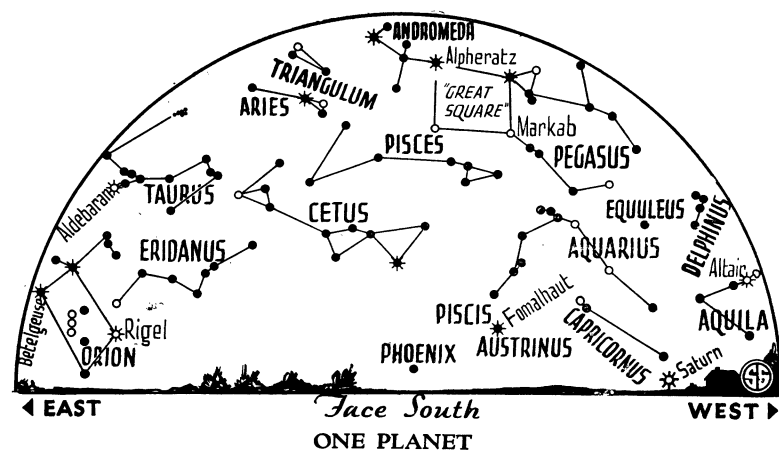 ANDROMEDA
Alpheratz
TRIANGULUM
"GREAT
SQUARE"
ARIES
Markab
PISCES
PEGASUS
Aldebaran
TAURUS
CETUS
EQUULEUS
DELPHINUS
ERIDANUS
AQUARIUS
Altair
Betelgeuse
Rigel
PISCIS
Fomalhaut
AUSTRINUS
CAPRICORNUS
AQUILA
ORION
PHOENIX
Saturn
SS
◀ EAST
Face South
WEST ▶
ONE PLANET